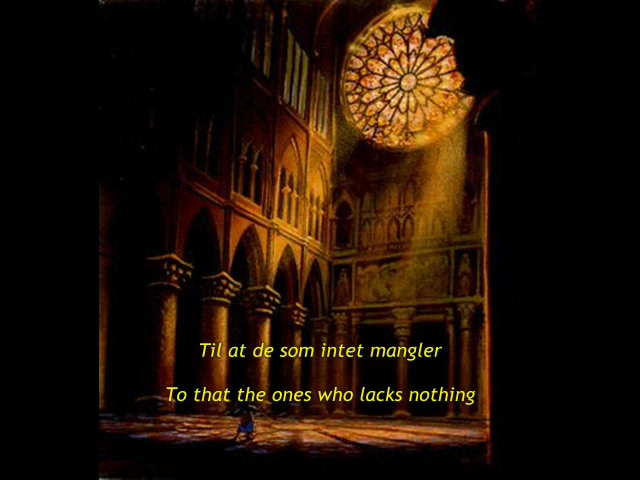 Til at de som intet mangler
To that the ones who lacks nothing